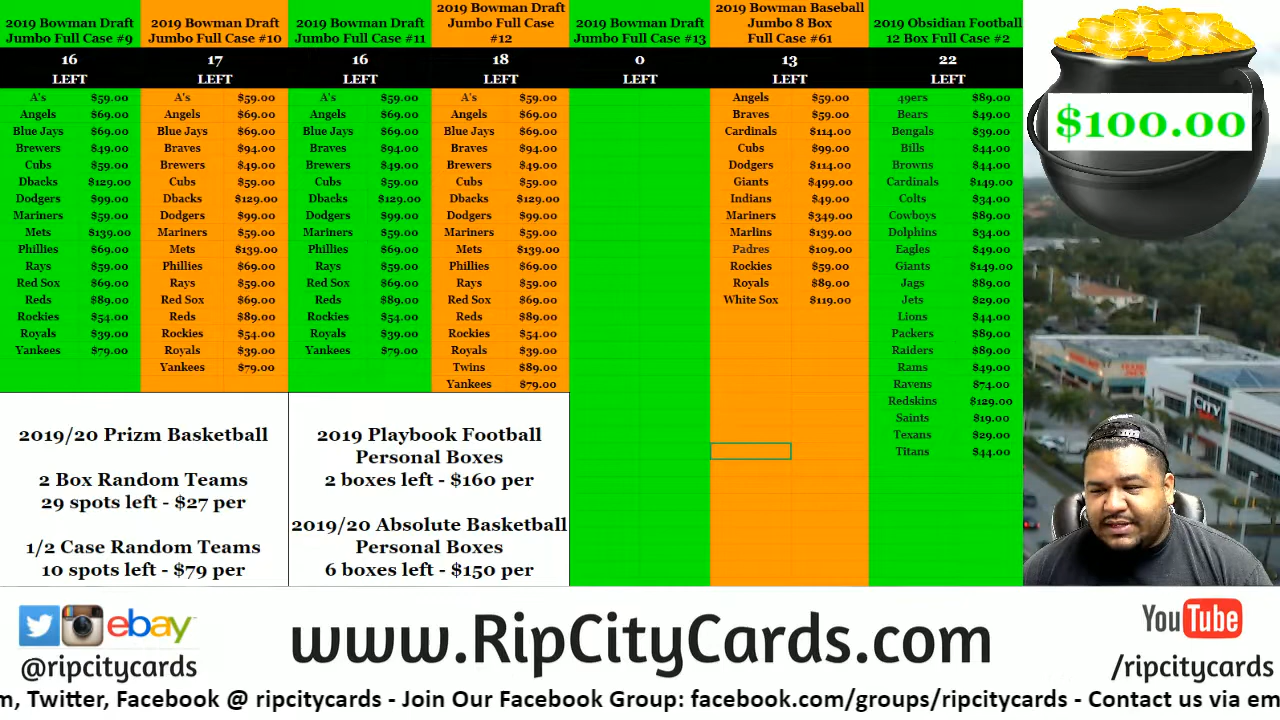 2019 Bowman Draft
Jumbo Full Case #9
16
LEFT
A's $59.00
Angels $69.00
Blue Jays $69.00
Brewers $49.00
Cubs $59.00
Dbacks $129.00
Dodgers $99.00
Mariners $59.00
Mets $139.00
Phillies $69.00
Rays $59.00
Red Sox $69.00
Reds $89.00
Rockies $54.00
Royals $39.00
Yankees $79.00
2019 Bowman Draft
Jumbo Full Case #10
17
LEFT
A's $59.00
Angels $69.00
Blue Jays $69.00
Braves $94.00
Brewers $49.00
Cubs $59.00
Dbacks $129.00
Dodgers $99.00
Mariners $59.00
Mets $139.00
Phillies $69.00
Rays $59.00
Red Sox $69.00
Reds $89.00
Rockies $54.00
Royals $39.00
Yankees $79.00
2019 Bowman Draft
Jumbo Full Case #11
16
LEFT
A's $59.00
Angels $69.00
Blue Jays $69.00
Braves $94.00
Brewers $49.00
Cubs $59.00
Dbacks $129.00
Dodgers $99.00
Mariners $59.00
Phillies $69.00
Rays $59.00
Red Sox $69.00
Reds $89.00
Rockies $54.00
Royals $39.00
Yankees $79.00
2019 Bowman Draft
Jumbo Full Case
#12
18
LEFT
A's $59.00
Angels $69.00
Blue Jays $69.00
Braves $94.00
Brewers $49.00
Cubs $59.00
Dbacks $129.00
Dodgers $99.00
Mariners $59.00
Mets $139.00
Phillies $69.00
Rays $59.00
Red Sox $69.00
Reds $89.00
Rockies $54.00
Royals $39.00
Twins $89.00
Yankees $79.00
2019 Bowman Draft
Jumbo Full Case #13
0
LEFT
2019 Bowman Baseball
Jumbo 8 Box
Full Case #61
13
LEFT
Angels $59.00
Braves $59.00
Cardinals $114.00
Cubs $99.00
Dodgers $114.00
Giants $499.00
Indians $49.00
Mariners $349.00
Marlins $139.00
Padres $109.00
Rockies $59.00
Royals $89.00
White Sox $119.00
2019 Obsidian Football
12 Box Full Case #2
22
LEFT
49ers $89.00
Bears $49.00
Bengals $39.00
Bills $44.00
Browns $44.00
Cardinals $149.00
Colts $34.00
Cowboys $89.00
Dolphins $34.00
Eagles $49.00
Giants $149.00
Jags $89.00
Jets $29.00
Lions $44.00
Packers $89.00
Raiders $89.00
Rams $49.00
Ravens $74.00
Redskins $129.00
Saints $19.00
Texans $29.00
Titans $44.00
$100.00
2019/20 Prizm Basketball
2 Box Random Teams
29 spots left - $27 per
1/2 Case Random Teams
10 spots left - $79 per
2019 Playbook Football
Personal Boxes
2 boxes left - $160 per
2019/20 Absolute Basketball
Personal Boxes
6 boxes left - $150 per
CITY
ebay
@ripcitycards
www.RipCityCards.com
YouTube
/ripcitycards
m, Twitter, Facebook @ ripcitycards - Join Our Facebook Group: facebook.com/groups/ripcitycards - Contact us via em